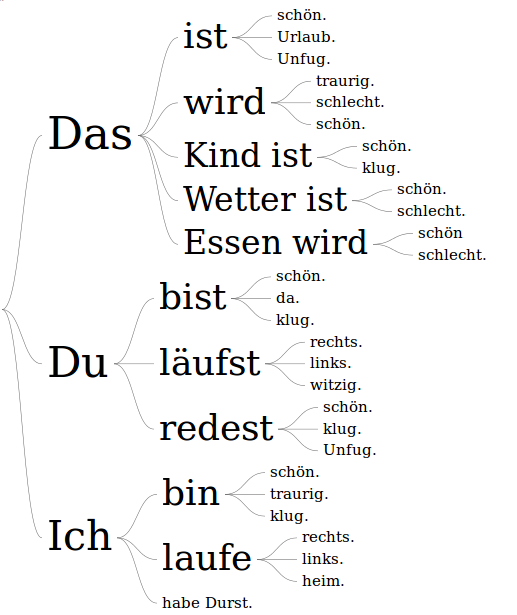 Das
ist
schön.
Urlaub.
Unfug.
wird
traurig.
schlecht.
schön.
Kind ist
schön.
klug.
Wetter ist
schön.
schlecht.
Essen wird
schön
schlecht.
Du
bist
schön.
da.
klug.
läufst
rechts.
links.
witzig.
redest
schön.
klug.
Unfug.
Ich
bin
schön.
traurig.
klug.
laufe
rechts.
links.
heim.
habe Durst.